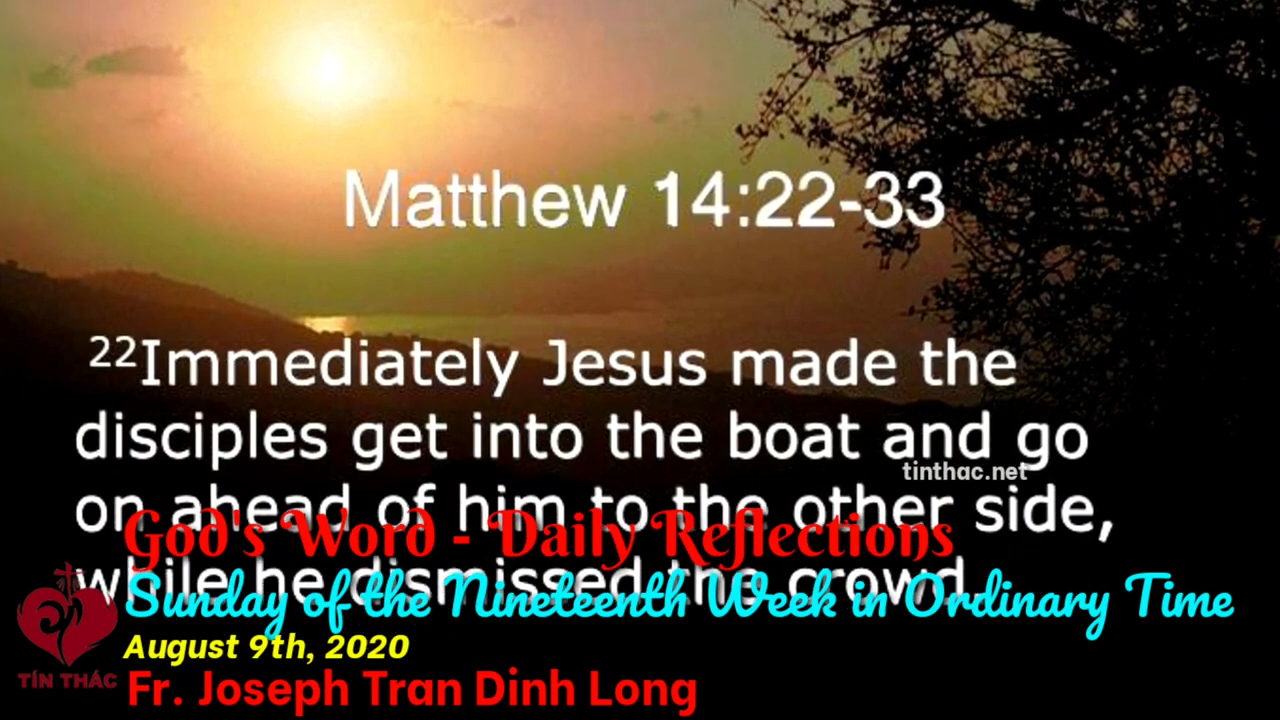 Matthew 14:22-33
²²Immediately Jesus made the
disciples get into the boat and go
tinthac.net
on ahead of him to the other side,
God's Word - Daily Reflections
while he dismissed the crowd.
Sunday of the Nineteenth Week in Ordinary Time
August 9th, 2020
TÍN THÁC
Fr. Joseph Tran Dinh Long